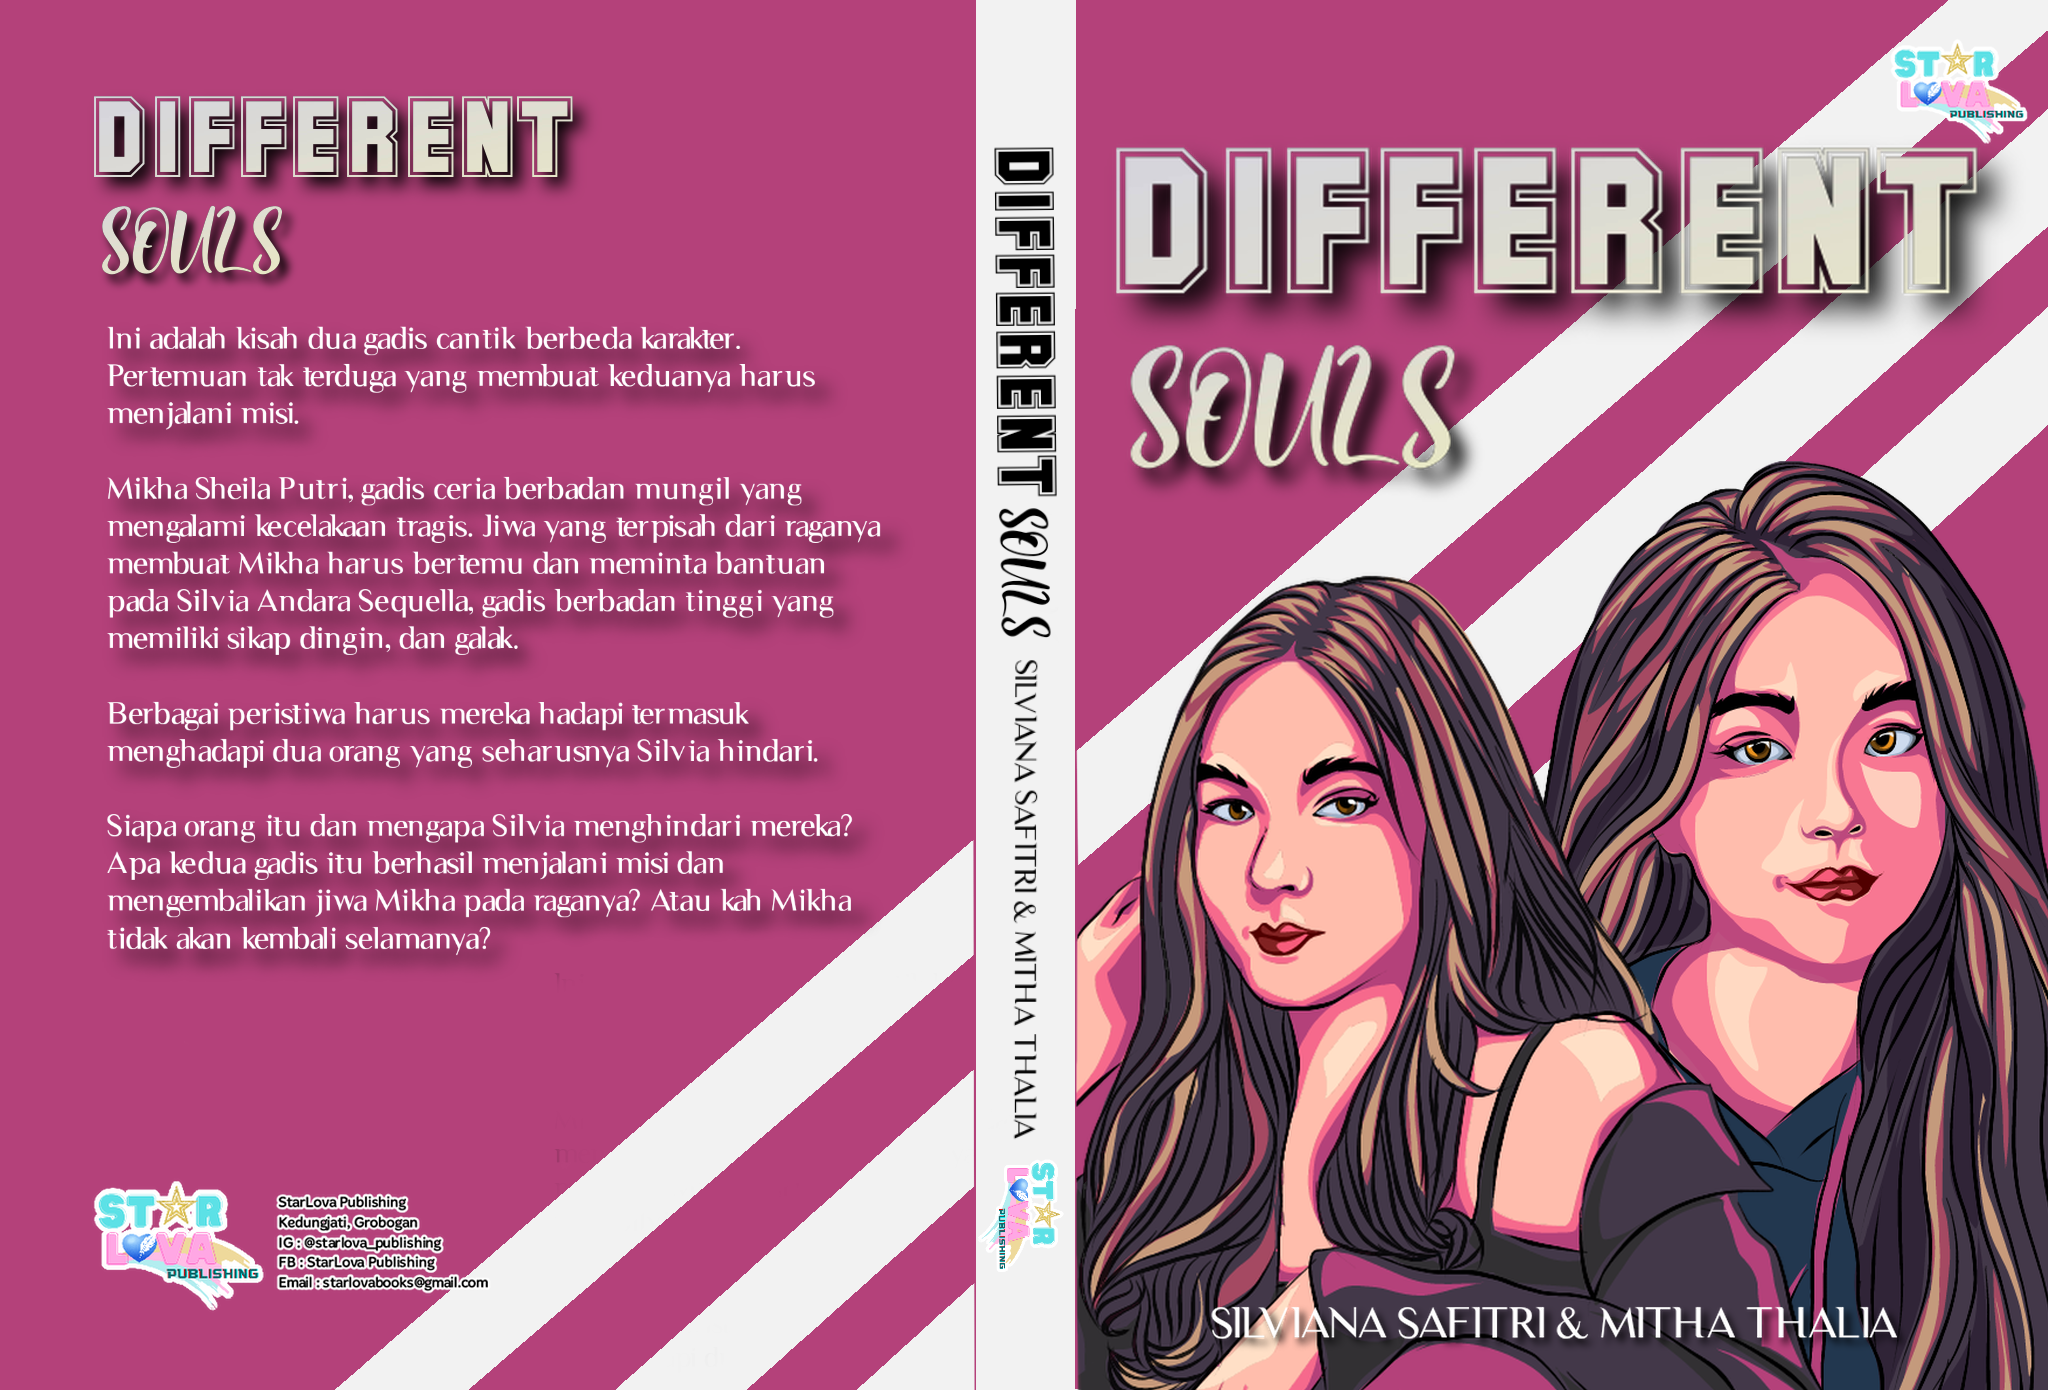 DIFFERENT
SOULS
Ini adalah kisah dua gadis cantik berbeda karakter.
Pertemuan tak terduga yang membuat keduanya harus
menjalani misi.
Mikha Sheila Putri, gadis ceria berbadan mungil yang
mengalami kecelakaan tragis. Jiwa yang terpisah dari raganya
membuat Mikha harus bertemu dan meminta bantuan
pada Silvia Andara Sequella, gadis berbadan tinggi yang
memiliki sikap dingin, dan galak.
Berbagai peristiwa harus mereka hadapi termasuk
menghadapi dua orang yang seharusnya Silvia hindari.
Siapa orang itu dan mengapa Silvia menghindari mereka?
Apa kedua gadis itu berhasil menjalani misi dan
mengembalikan jiwa Mikha pada raganya? Atau kah Mikha
tidak akan kembali selamanya?
STAR
LOVA
PUBLISHING
StarLova Publishing
Kedungjati, Grobogan
IG : @starlova_publishing
FB : StarLova Publishing
Email : starlovabooks@gmail.com
DIFFERENT SOULS SILVIANA SAFITRI & MITHA THALIA
STAR
LOVA
PUBLISHING
STAR
LOVA
PUBLISHING
DIFFERENT
SOULS
SILVIANA SAFITRI & MITHA THALIA